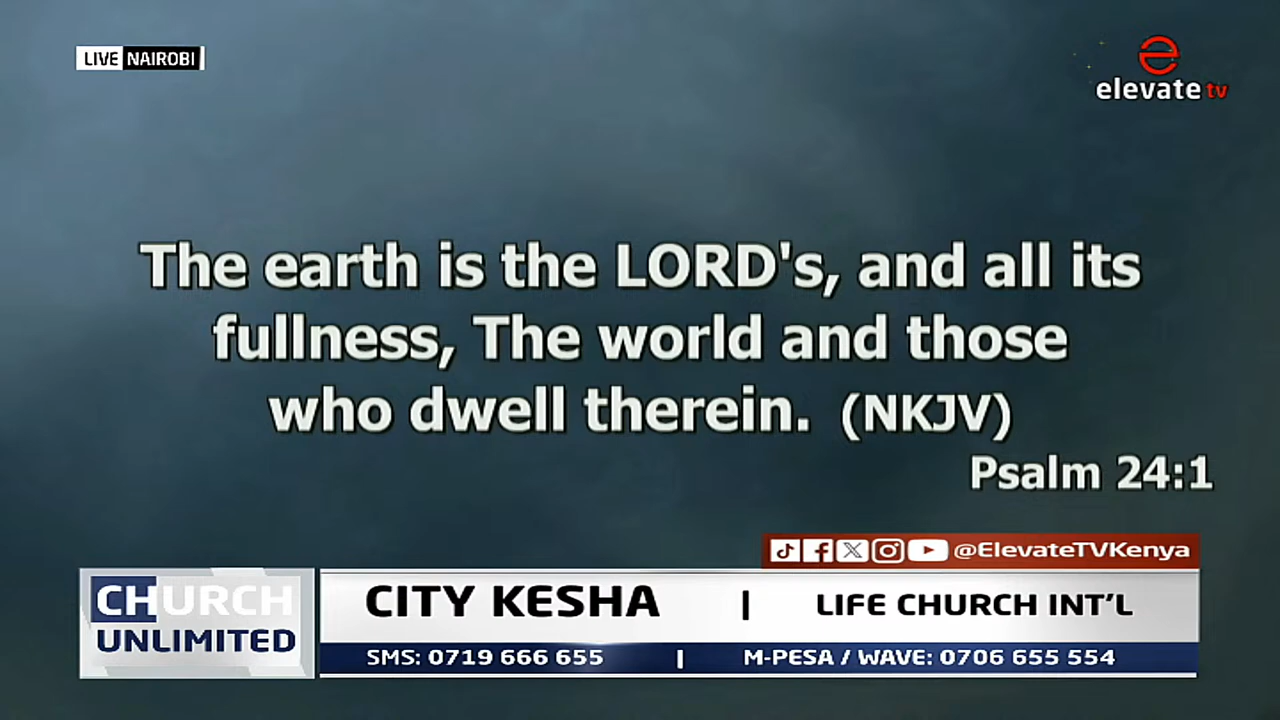 LIVE NAIROBI
elevate tv
The earth is the LORD's, and all its
fullness, The world and those
who dwell therein. (NKJV)
Psalm 24:1
@ElevateTVKenya
CHURCH
UNLIMITED
CITY KESHA | LIFE CHURCH INT'L
SMS: 0719 666 655 | M-PESA / WAVE: 0706 655 554